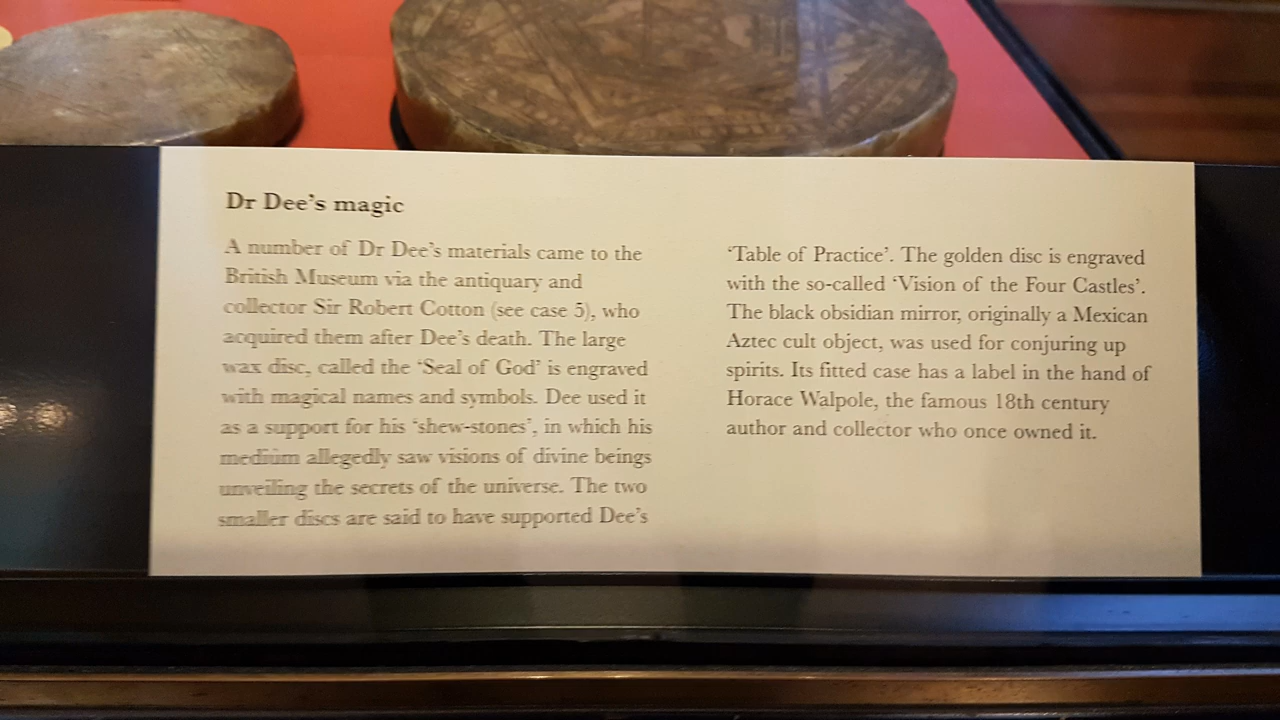 Dr Dee’s magic
A number of Dr Dee’s materials came to the
British Museum via the antiquary and
collector Sir Robert Cotton (see case 5), who
acquired them after Dee’s death. The large
wax disc, called the ‘Seal of God’ is engraved
with magical names and symbols. Dee used it
as a support for his ‘shew-stones’, in which his
medium allegedly saw visions of divine beings
unveiling the secrets of the universe. The two
smaller discs are said to have supported Dee’s
‘Table of Practice’. The golden disc is engraved
with the so-called ‘Vision of the Four Castles’.
The black obsidian mirror, originally a Mexican
Aztec cult object, was used for conjuring up
spirits. Its fitted case has a label in the hand of
Horace Walpole, the famous 18th century
author and collector who once owned it.